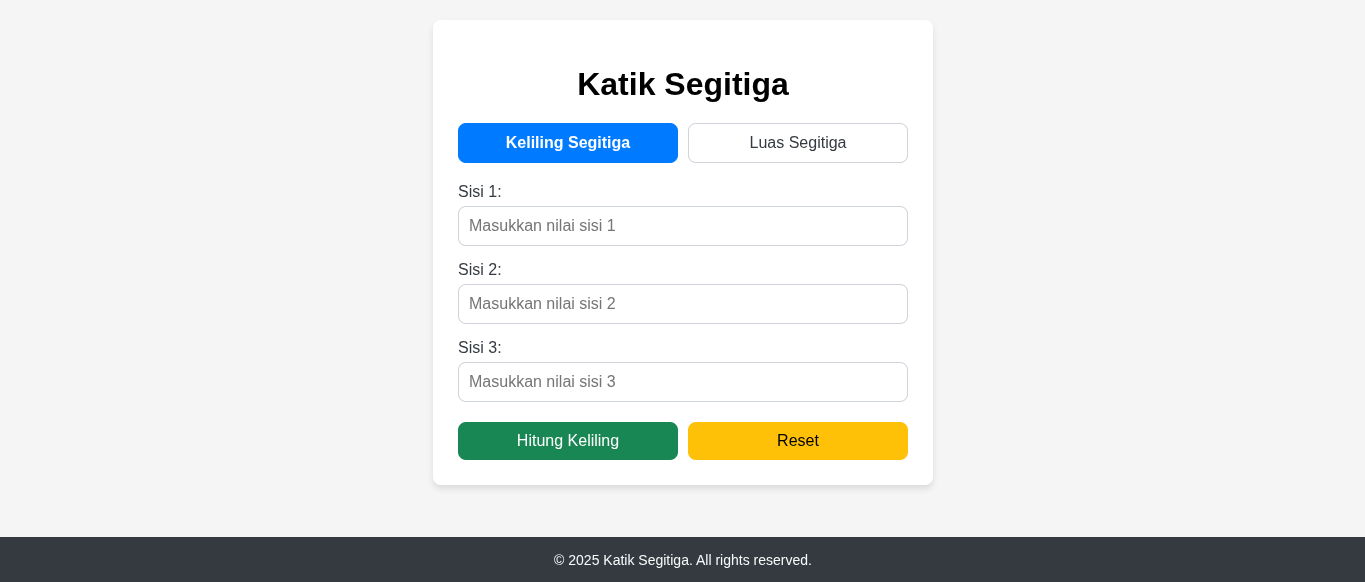 Katik Segitiga
Keliling Segitiga
Luas Segitiga
Sisi 1:
Masukkan nilai sisi 1
Sisi 2:
Masukkan nilai sisi 2
Sisi 3:
Masukkan nilai sisi 3
Hitung Keliling
Reset
© 2025 Katik Segitiga. All rights reserved.